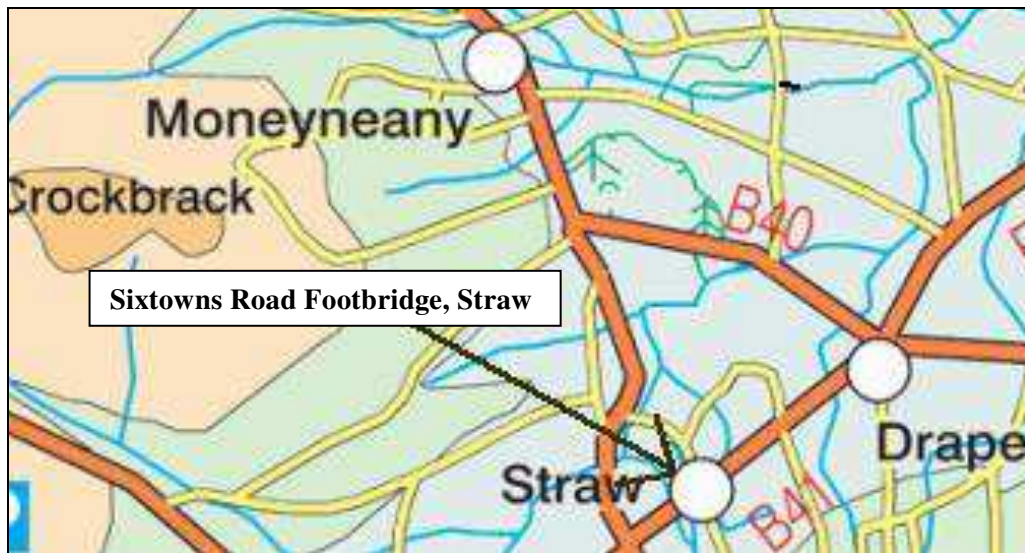 Moneyneany
Crockbrack
B40
Sixtowns Road Footbridge, Straw
Drape
Straw
B41